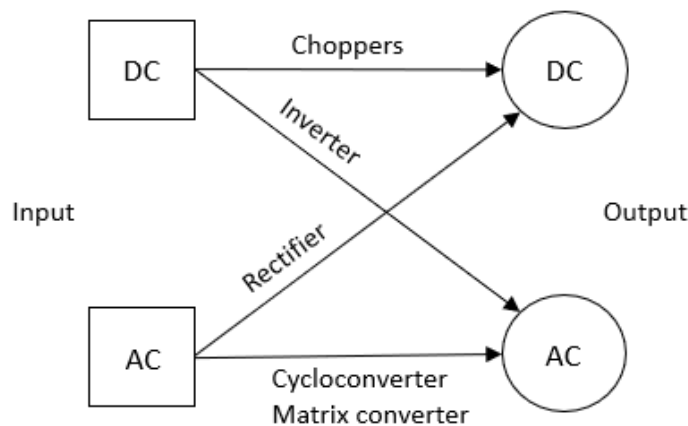 Choppers
DC
DC
Inverter
Input
Output
Rectifier
AC
AC
Cycloconverter
Matrix converter